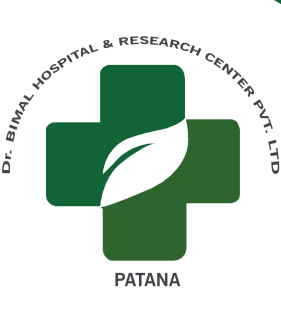 Dr. BIMAL HOSPITAL & RESEARCH CENTER PVT. LTD
PATANA